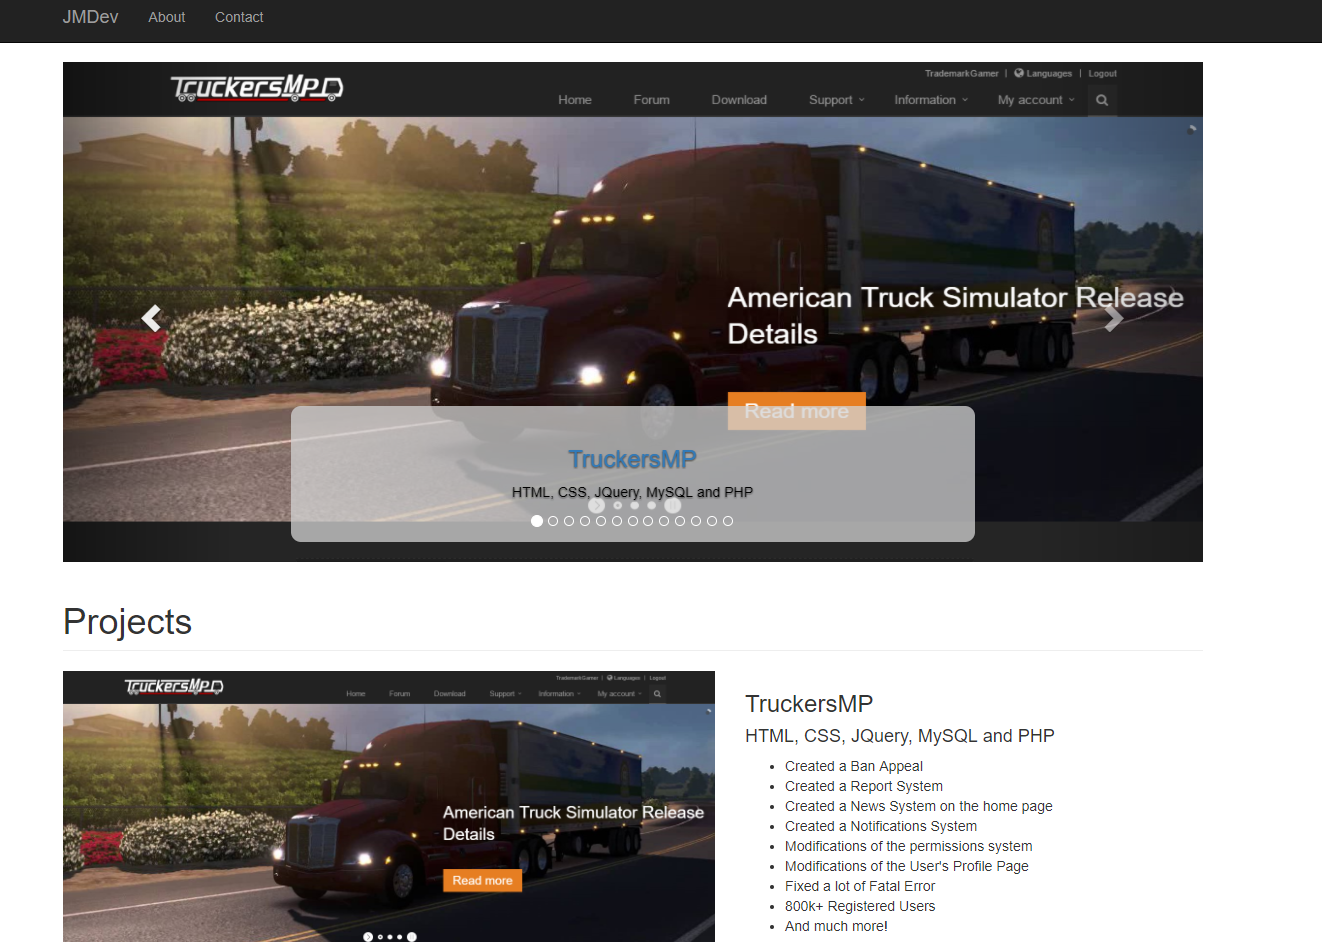 JMDev About Contact
TruckersMP
TrademarkGamer | Languages | Logout
Home Forum Download Support Information My account
American Truck Simulator Release
Details
Read more
TruckersMP
HTML, CSS, JQuery, MySQL and PHP
Projects
TruckersMP
TrademarkGamer | Languages | Logout
Home Forum Download Support Information My account
American Truck Simulator Release
Details
Read more
TruckersMP
HTML, CSS, JQuery, MySQL and PHP
• Created a Ban Appeal
• Created a Report System
• Created a News System on the home page
• Created a Notifications System
• Modifications of the permissions system
• Modifications of the User's Profile Page
• Fixed a lot of Fatal Error
• 800k+ Registered Users
• And much more!